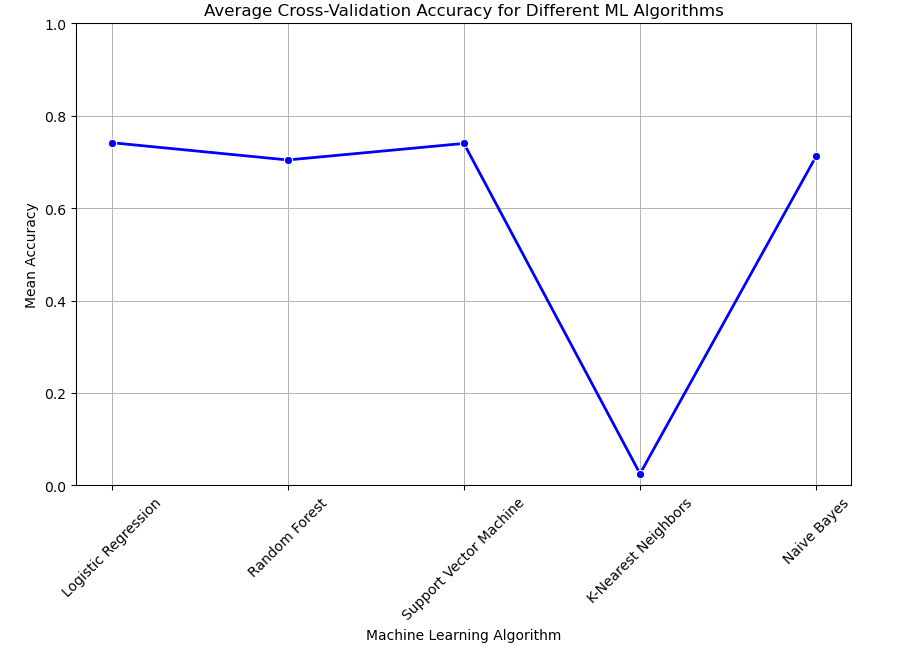 Average Cross-Validation Accuracy for Different ML Algorithms
1.0
0.8
0.6
0.4
0.2
0.0
Mean Accuracy
Logistic Regression
Random Forest
Support Vector Machine
K-Nearest Neighbors
Naive Bayes
Machine Learning Algorithm